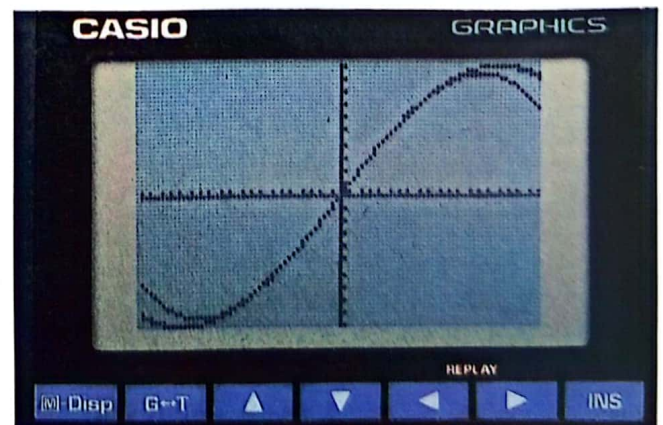 CASIO GRAPHICS
REPLAY
M-Disp G↔T ▲ ▼ ◀ ▶ INS